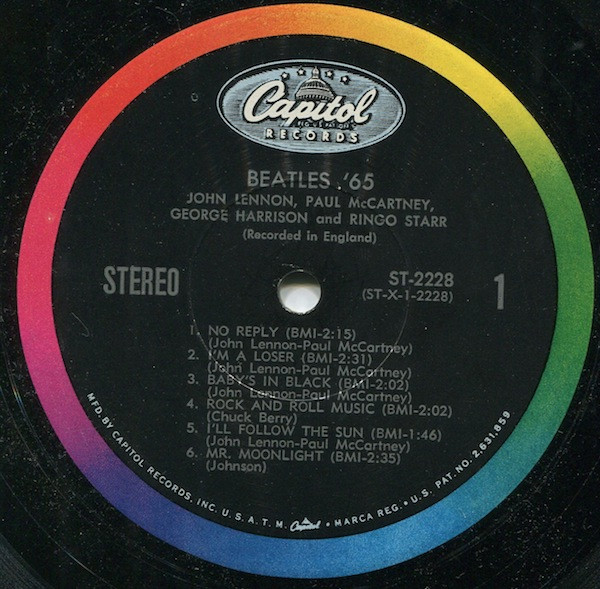 Capitol
RECORDS
BEATLES '65
JOHN LENNON, PAUL McCARTNEY,
GEORGE HARRISON and RINGO STARR
(Recorded in England)
STEREO
ST-2228
(ST-X-1-2228)
1
1. NO REPLY (BMI-2:15)
(John Lennon-Paul McCartney)
2. I'M A LOSER (BMI-2:31)
(John Lennon-Paul McCartney)
3. BABY'S IN BLACK (BMI-2:02)
(John Lennon-Paul McCartney)
4. ROCK AND ROLL MUSIC (BMI-2:02)
(Chuck Berry)
5. I'LL FOLLOW THE SUN (BMI-1:46)
(John Lennon-Paul McCartney)
6. MR. MOONLIGHT (BMI-2:35)
(Johnson)
MFD. BY CAPITOL RECORDS, INC. U.S.A. T.M. Capitol • MARCA REG. • U.S. PAT. NO. 2,631,859